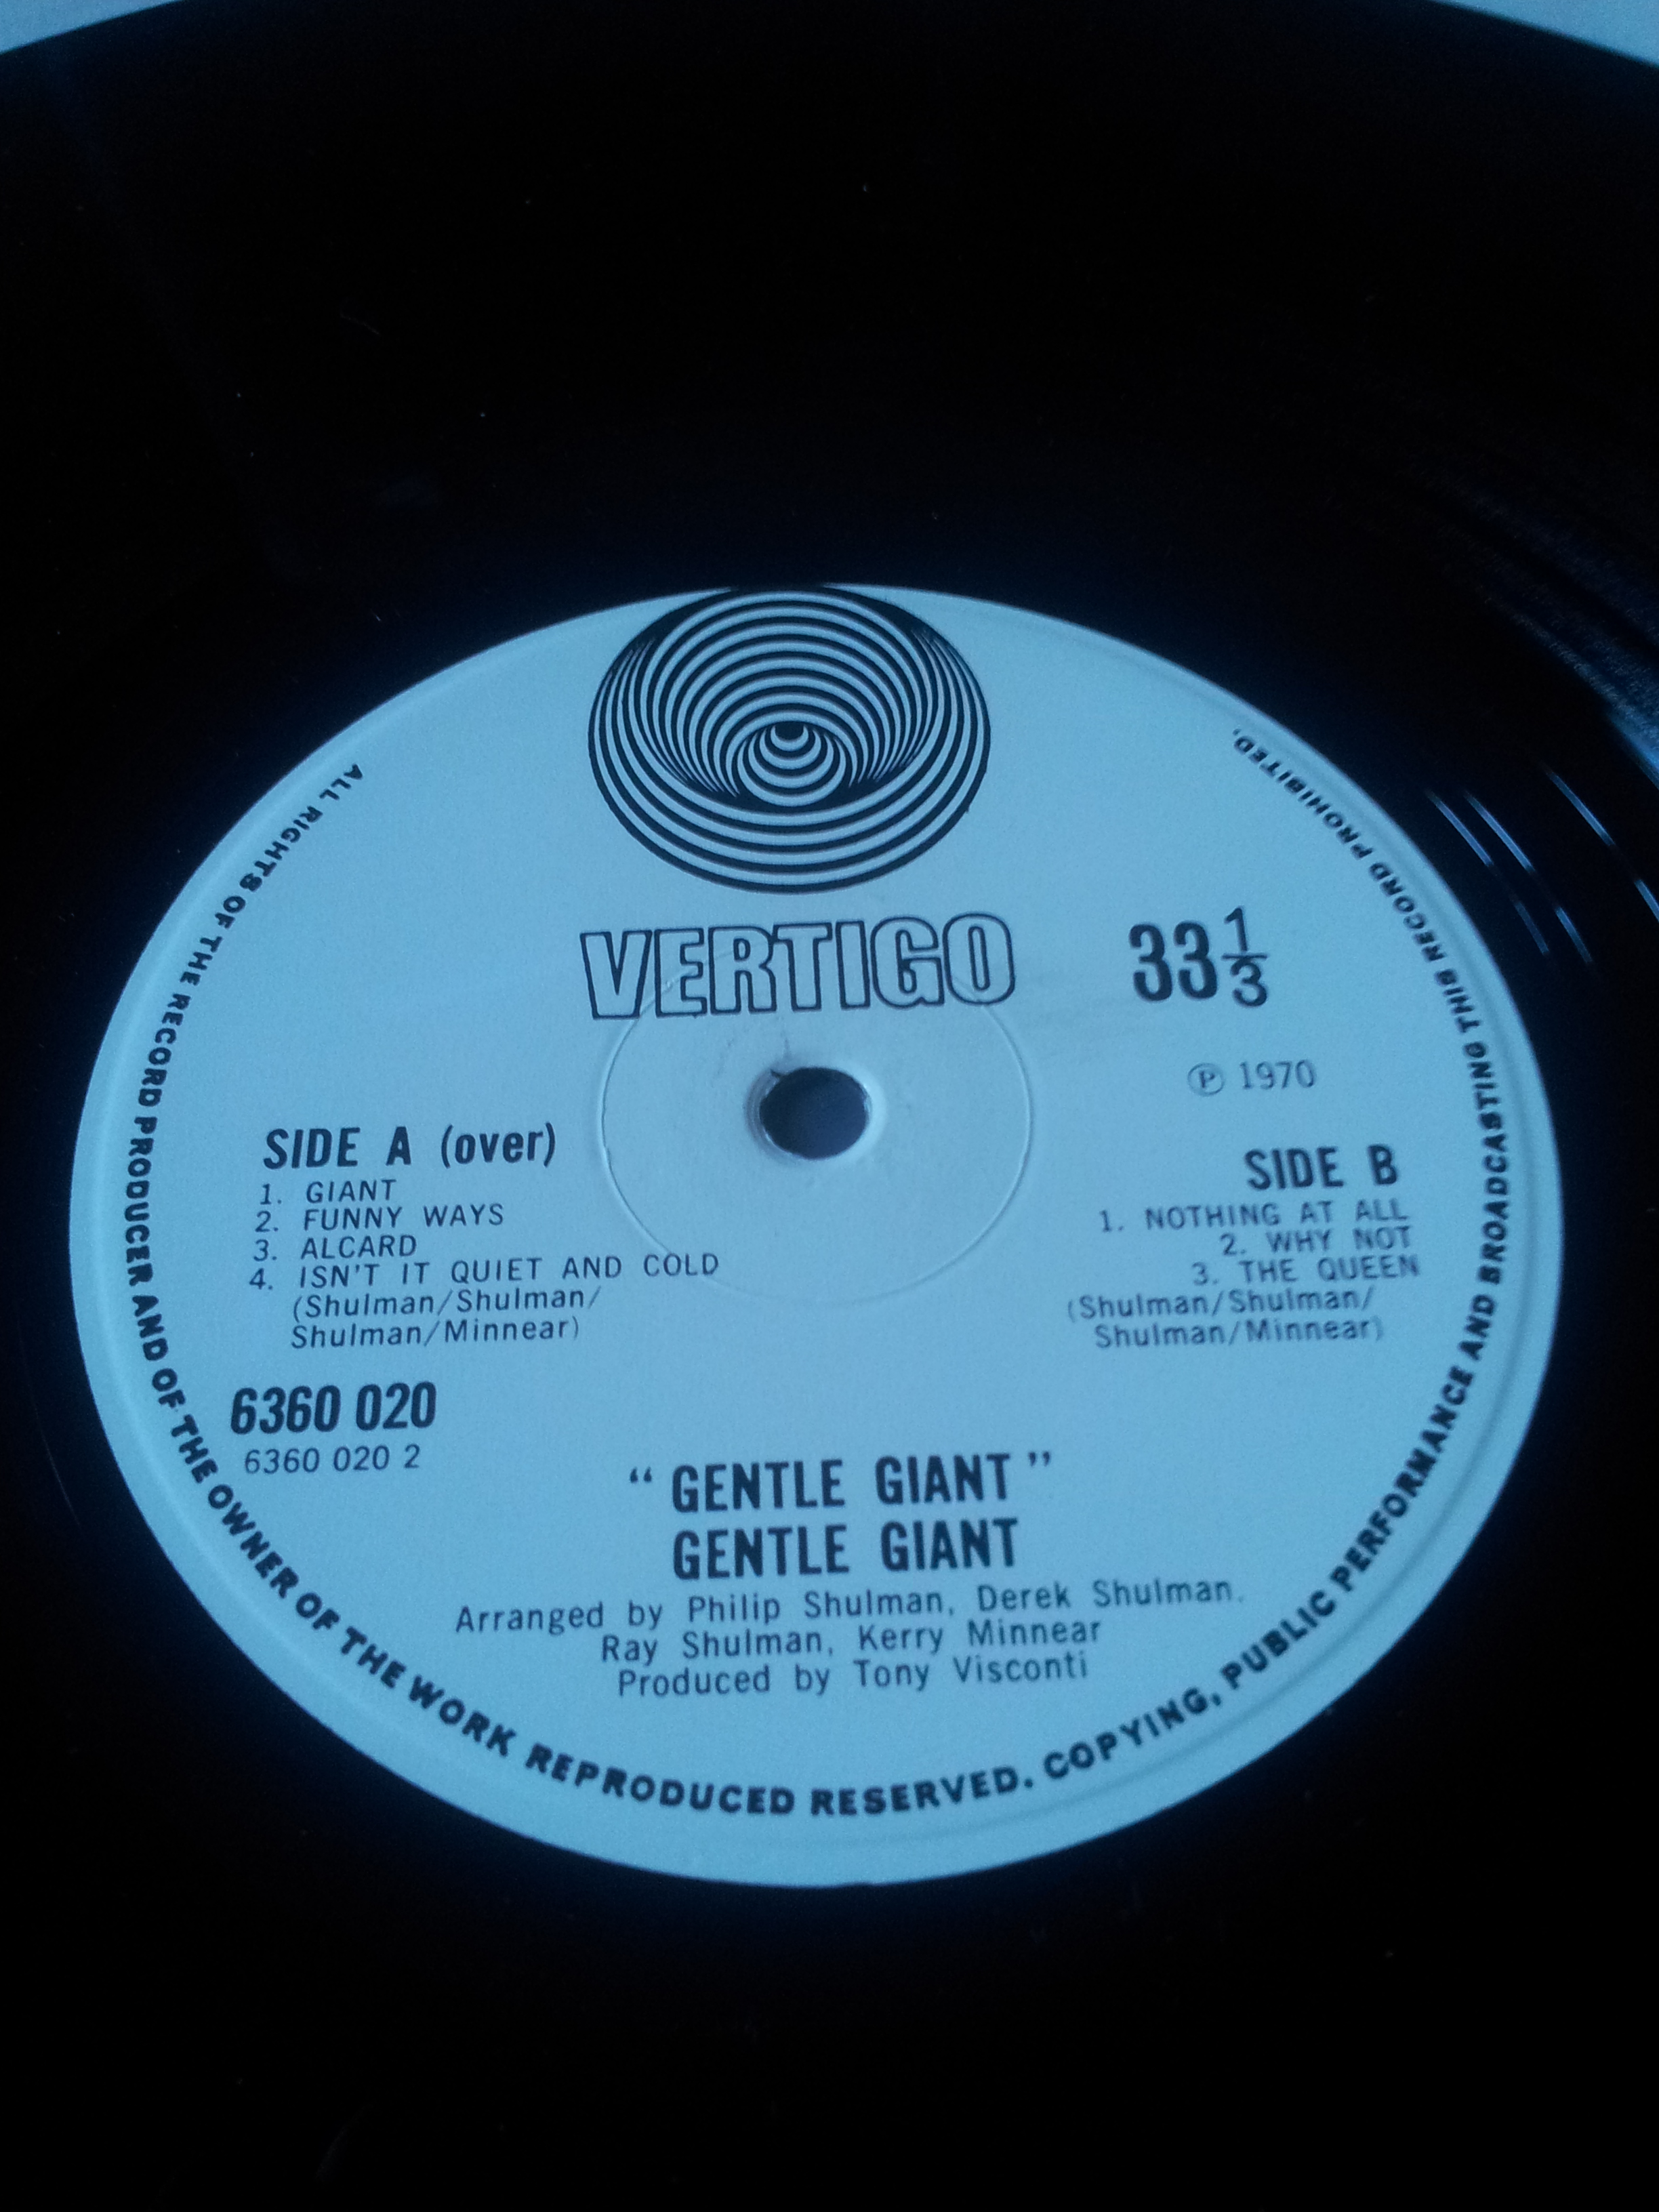 VERTIGO
33 1/3
Ⓟ 1970
SIDE A (over)
1. GIANT
2. FUNNY WAYS
3. ALCARD
4. ISN'T IT QUIET AND COLD
(Shulman/Shulman/
Shulman/Minnear)
6360 020
6360 020 2
SIDE B
1. NOTHING AT ALL
2. WHY NOT
3. THE QUEEN
(Shulman/Shulman/
Shulman/Minnear)
“ GENTLE GIANT ”
GENTLE GIANT
Arranged by Philip Shulman, Derek Shulman.
Ray Shulman, Kerry Minnear
Produced by Tony Visconti
ALL RIGHTS OF THE RECORD PRODUCER AND OF THE OWNER OF THE WORK REPRODUCED RESERVED. COPYING, PUBLIC PERFORMANCE AND BROADCASTING THIS RECORD PROHIBITED.